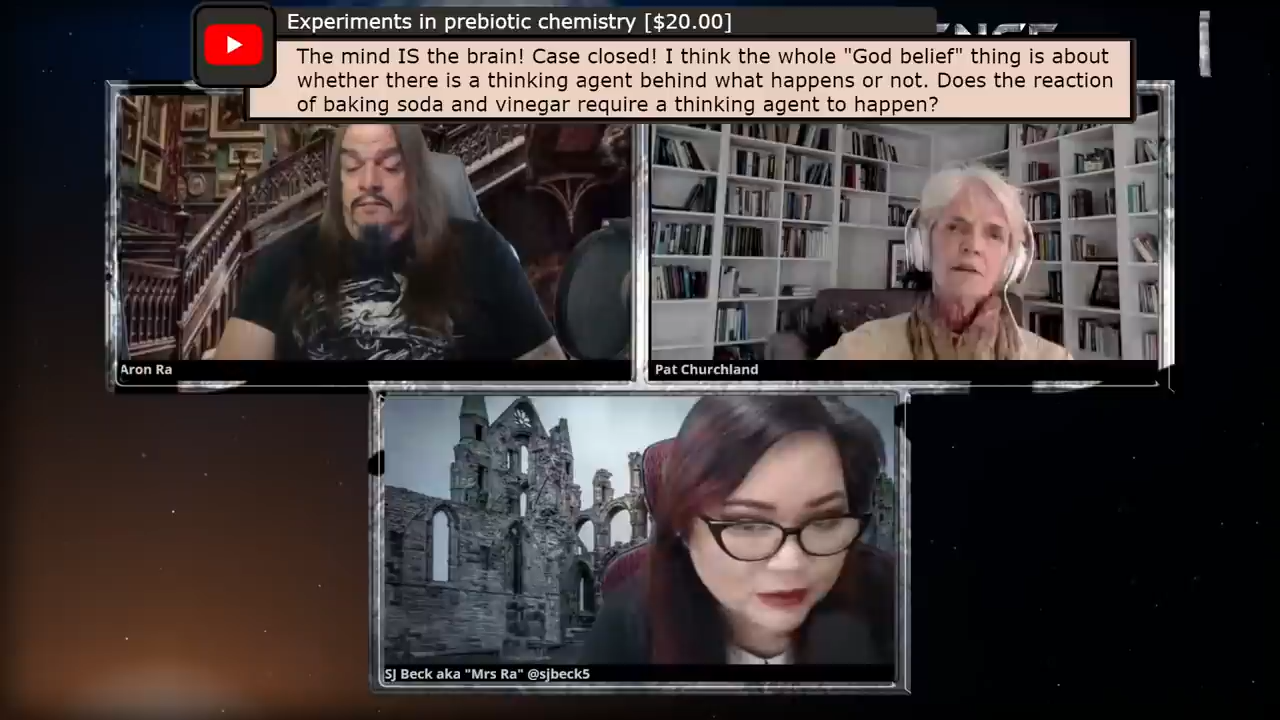 Experiments in prebiotic chemistry [$20.00]
The mind IS the brain! Case closed! I think the whole "God belief" thing is about
whether there is a thinking agent behind what happens or not. Does the reaction
of baking soda and vinegar require a thinking agent to happen?
Aron Ra
Pat Churchland
SJ Beck aka "Mrs Ra" @sjbeck5